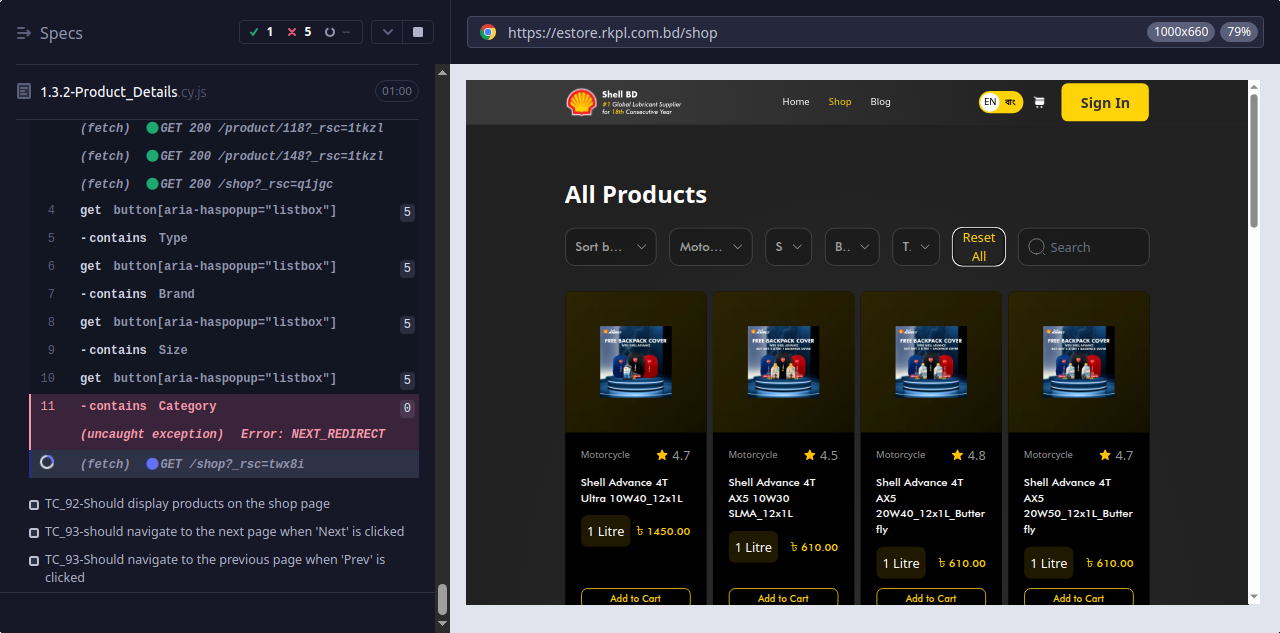 Specs
1
5
--
1.3.2-Product_Details.cy.js
01:00
(fetch) GET 200 /product/118?_rsc=1tkzl
(fetch) GET 200 /product/148?_rsc=1tkzl
(fetch) GET 200 /shop?_rsc=q1jgc
4 get button[aria-haspopup="listbox"] 5
5 -contains Type
6 get button[aria-haspopup="listbox"] 5
7 -contains Brand
8 get button[aria-haspopup="listbox"] 5
9 -contains Size
10 get button[aria-haspopup="listbox"] 5
11 -contains Category 0
(uncaught exception) Error: NEXT_REDIRECT
(fetch) GET /shop?_rsc=twx8i
TC_92-Should display products on the shop page
TC_93-should navigate to the next page when 'Next' is clicked
TC_93-Should navigate to the previous page when 'Prev' is
clicked
https://estore.rkpl.com.bd/shop
1000x660
79%
Shell BD
#1 Global Lubricant Supplier
for 18th Consecutive Year
Home Shop Blog
EN বাং
Sign In
All Products
Sort b... Moto... S B.. T. Reset
All
Search
FREE BACKPACK COVER
FREE BACKPACK COVER
FREE BACKPACK COVER
FREE BACKPACK COVER
Motorcycle 4.7
Shell Advance 4T
Ultra 10W40_12x1L
1 Litre ৳ 1450.00
Add to Cart
Motorcycle 4.5
Shell Advance 4T
AX5 10W30
SLMA_12x1L
1 Litre ৳ 610.00
Add to Cart
Motorcycle 4.8
Shell Advance 4T
AX5
20W40_12x1L_Butter
fly
1 Litre ৳ 610.00
Add to Cart
Motorcycle 4.7
Shell Advance 4T
AX5
20W50_12x1L_Butter
fly
1 Litre ৳ 610.00
Add to Cart